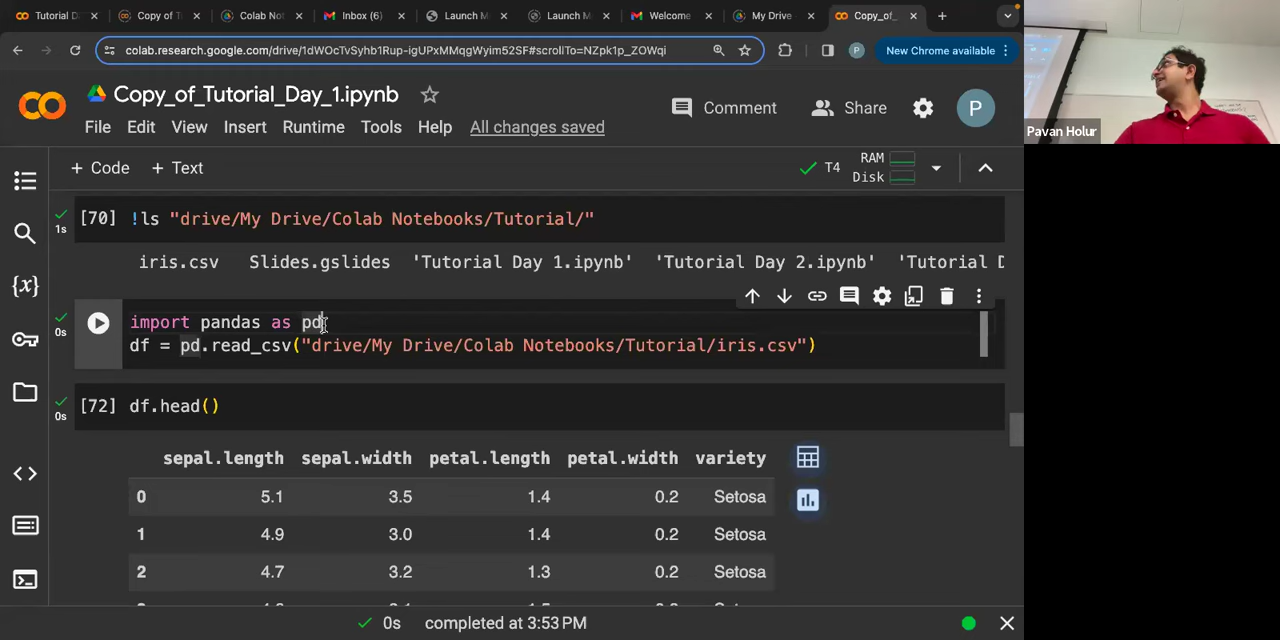 Tutorial D
Copy of T
Colab Not
Inbox (6)
Launch M
Launch M
Welcome
My Drive
Copy_of_
colab.research.google.com/drive/1dWOcTvSyhb1Rup-igUPxMMqgWyim52SF#scrollTo=NZpk1p_ZOWqi
P
New Chrome available
Copy_of_Tutorial_Day_1.ipynb
Comment
Share
P
File Edit View Insert Runtime Tools Help All changes saved
Pavan Holur
+ Code + Text
T4
RAM
Disk
[70] !ls "drive/My Drive/Colab Notebooks/Tutorial/"
1s
iris.csv Slides.gslides 'Tutorial Day 1.ipynb' 'Tutorial Day 2.ipynb' 'Tutorial D
import pandas as pd
0s
df = pd.read_csv("drive/My Drive/Colab Notebooks/Tutorial/iris.csv")
[72] df.head()
0s
sepal.length sepal.width petal.length petal.width variety
0 5.1 3.5 1.4 0.2 Setosa
1 4.9 3.0 1.4 0.2 Setosa
2 4.7 3.2 1.3 0.2 Setosa
0s completed at 3:53 PM